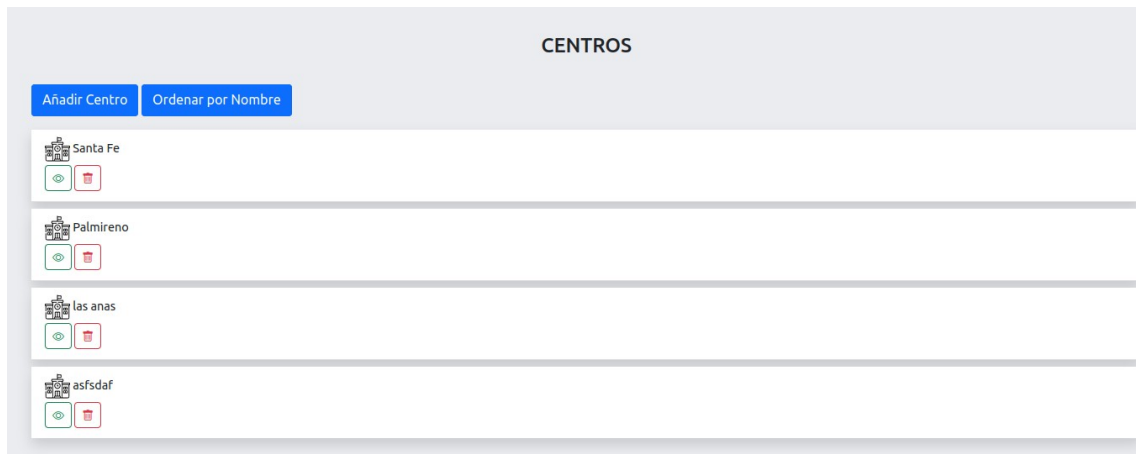 CENTROS
Añadir Centro Ordenar por Nombre
Santa Fe
Palmireno
las anas
asfsdaf